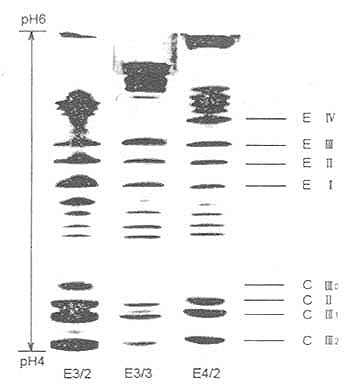 pH6
E Ⅳ
E Ⅲ
E Ⅱ
E Ⅰ
C Ⅲ₀
C Ⅱ
C Ⅲ₁
C Ⅲ₂
pH4
E3/2 E3/3 E4/2